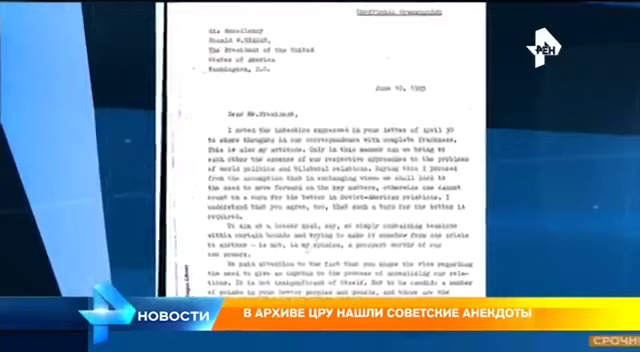 (Unofficial Translation)
His Excellency
Ronald W. REAGAN,
The President of the United
States of America
Washington, D.C.
June 10, 1985
РЕН
Dear Mr. President,
I noted the intention expressed in your letter of April 30
to share thoughts in our correspondence with complete frankness.
This is also my attitude. Only in this manner can we bring to
each other the essence of our respective approaches to the problems
of world politics and bilateral relations. Saying this I proceed
from the assumption that in exchanging views we shall look to
the need to move forward on the key matters, otherwise one cannot
count on a turn for the better in Soviet-American relations. I
understand that you agree, too, that such a turn for the better is
required.
To aim at a lesser goal, say, at simply containing tensions
within certain bounds and trying to make it somehow from one crisis
to another - is not, in my opinion, a prospect worthy of our
two powers.
We paid attention to the fact that you share the view regarding
the need to give an impetus to the process of normalizing our rela-
tions. It is not insignificant of itself. But to be candid: a number
of points in your letter and are the
НОВОСТИ
В АРХИВЕ ЦРУ НАШЛИ СОВЕТСКИЕ АНЕКДОТЫ
СРОЧН